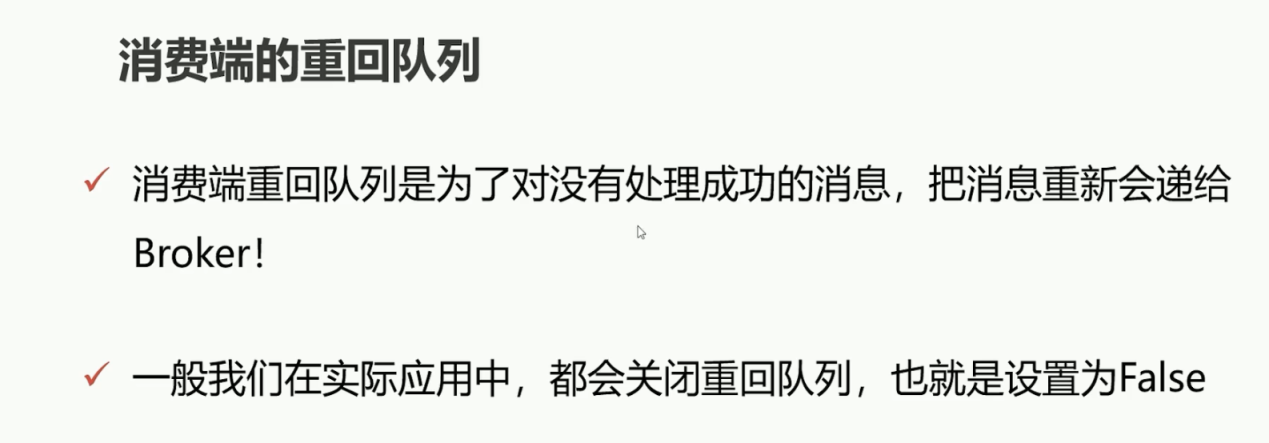 消费端的重回队列
消费端重回队列是为了对没有处理成功的消息，把消息重新会递给
Broker！
一般我们在实际应用中，都会关闭重回队列，也就是设置为False